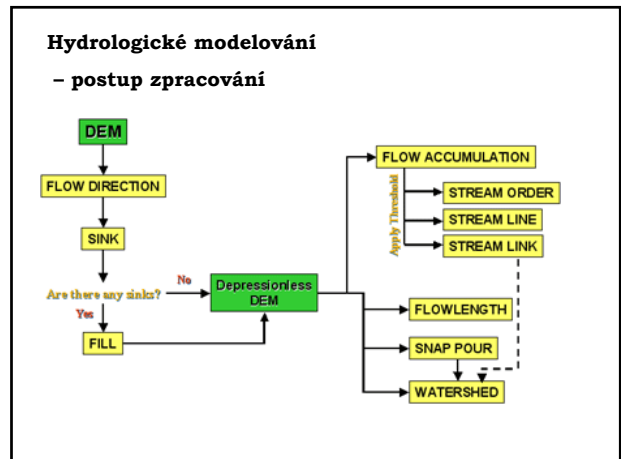 Hydrologické modelování
– postup zpracování
DEM
FLOW DIRECTION
SINK
Are there any sinks?
No
Yes
FILL
Depressionless
DEM
FLOW ACCUMULATION
Apply Threshold
STREAM ORDER
STREAM LINE
STREAM LINK
FLOWLENGTH
SNAP POUR
WATERSHED